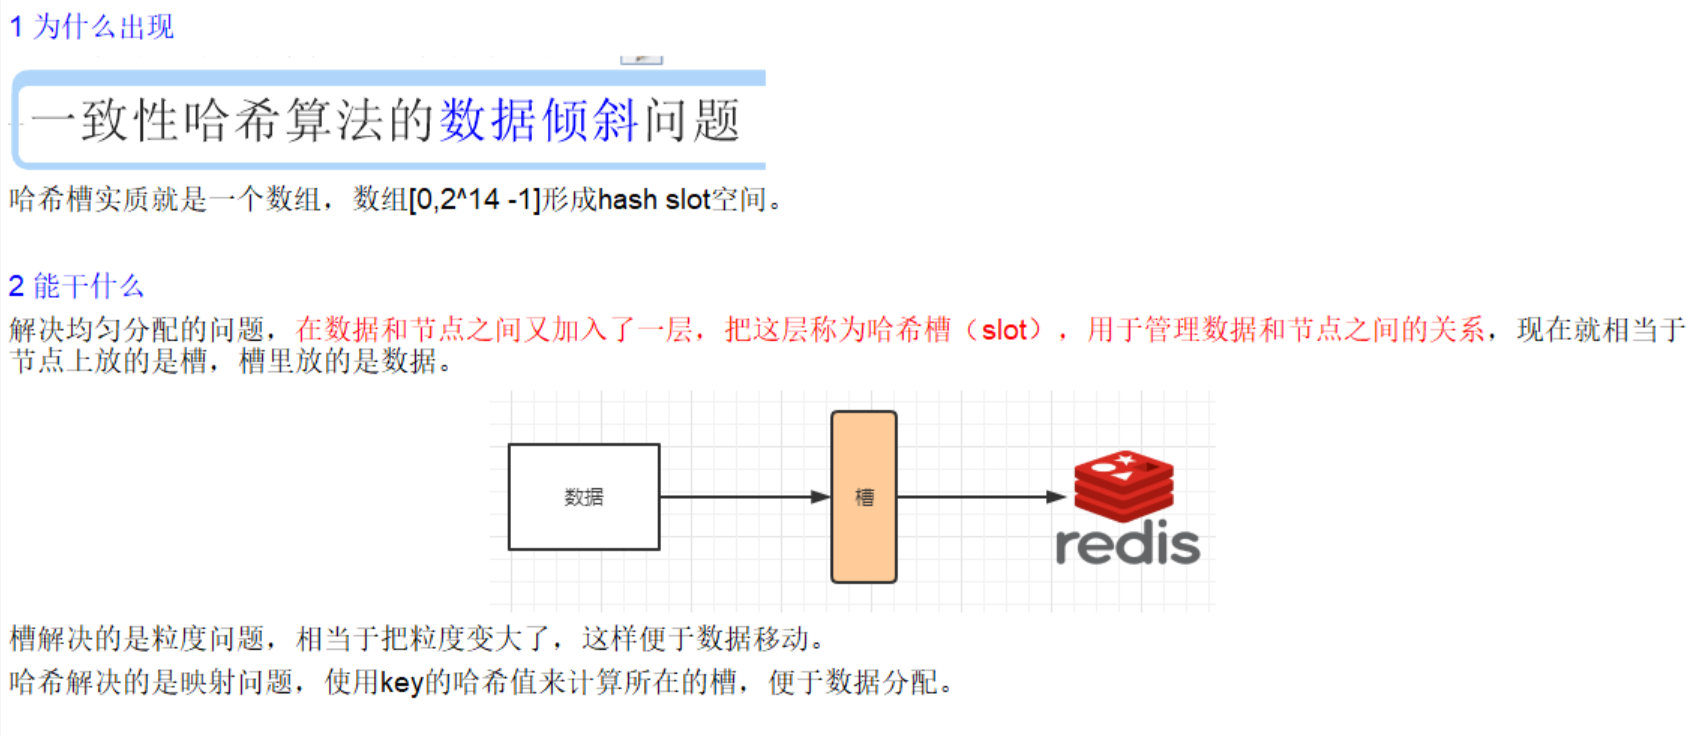 1 为什么出现
一致性哈希算法的数据倾斜问题
哈希槽实质就是一个数组，数组[0,2^14 -1]形成hash slot空间。
2 能干什么
解决均匀分配的问题，在数据和节点之间又加入了一层，把这层称为哈希槽（slot），用于管理数据和节点之间的关系，现在就相当于
节点上放的是槽，槽里放的是数据。
数据
槽
redis
槽解决的是粒度问题，相当于把粒度变大了，这样便于数据移动。
哈希解决的是映射问题，使用key的哈希值来计算所在的槽，便于数据分配。